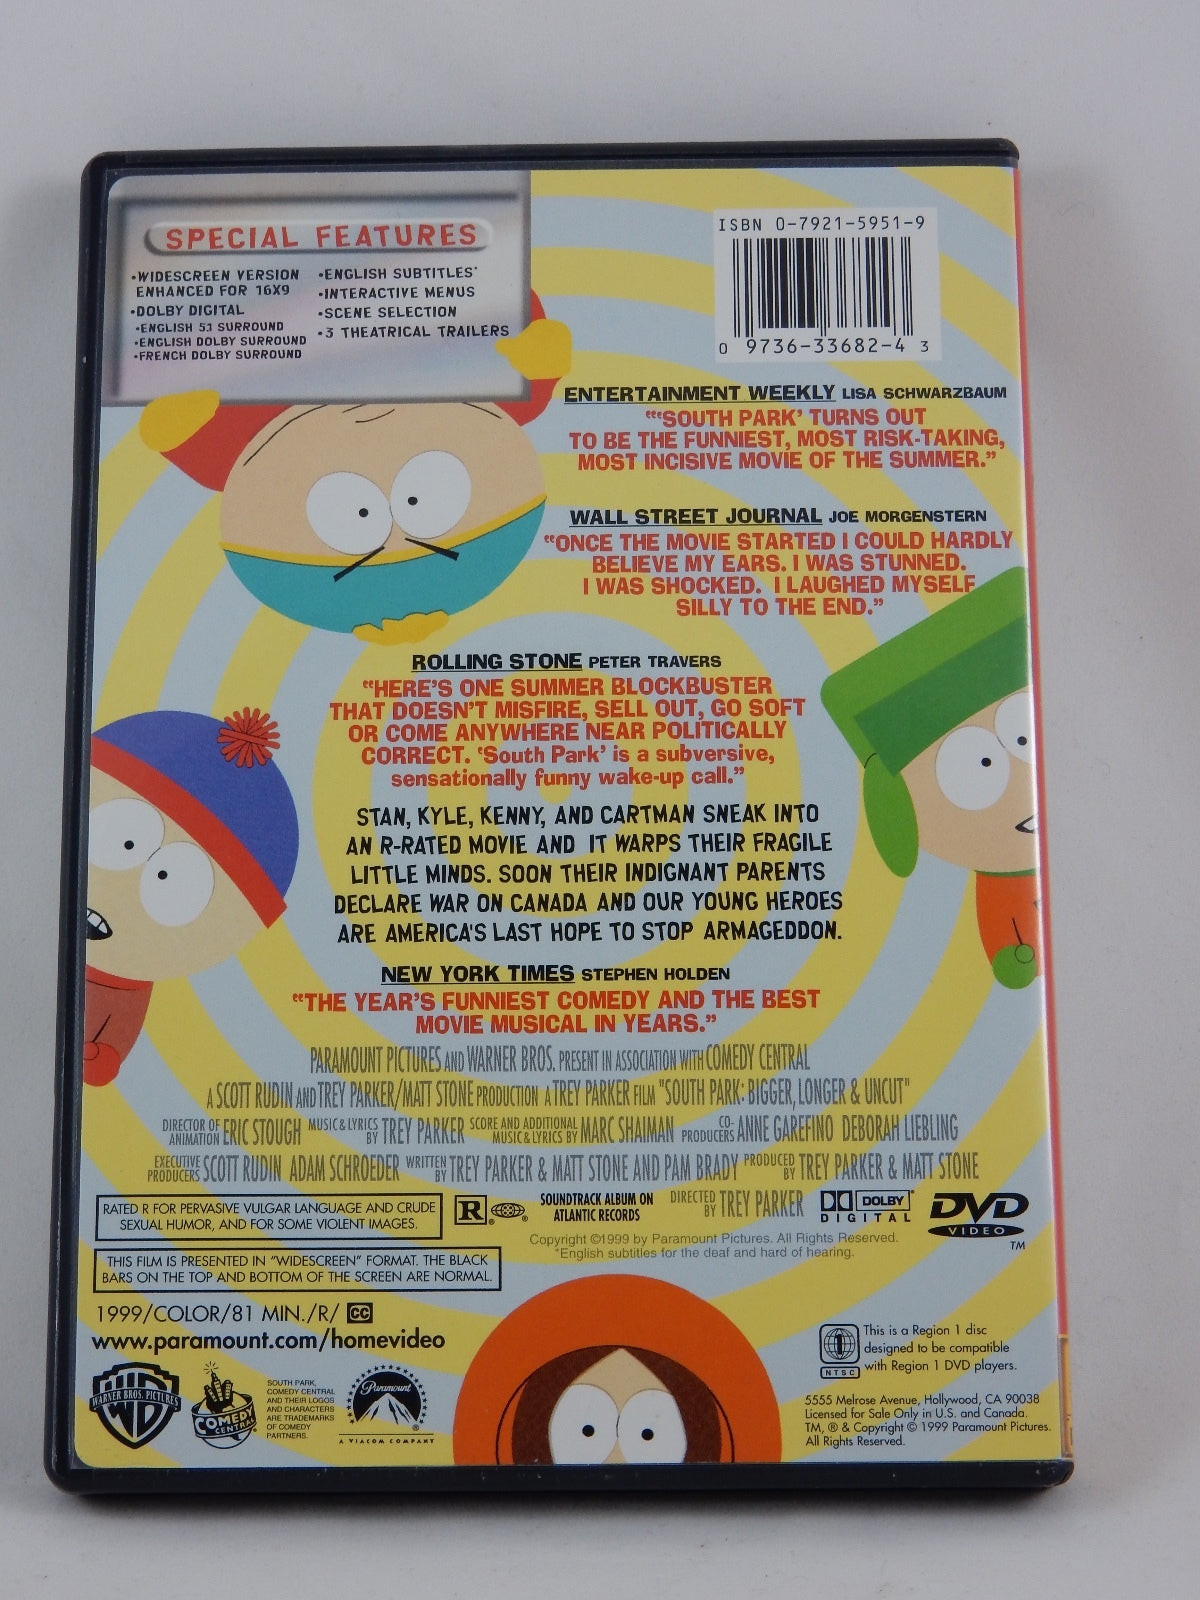 SPECIAL FEATURES
•WIDESCREEN VERSION
ENHANCED FOR 16X9
•DOLBY DIGITAL
•ENGLISH 5.1 SURROUND
•ENGLISH DOLBY SURROUND
•FRENCH DOLBY SURROUND
•ENGLISH SUBTITLES*
•INTERACTIVE MENUS
•SCENE SELECTION
•3 THEATRICAL TRAILERS
ISBN 0-7921-5951-9
0 9736-33682-4 3
ENTERTAINMENT WEEKLY LISA SCHWARZBAUM
“‘SOUTH PARK’ TURNS OUT
TO BE THE FUNNIEST, MOST RISK-TAKING,
MOST INCISIVE MOVIE OF THE SUMMER.”
WALL STREET JOURNAL JOE MORGENSTERN
“ONCE THE MOVIE STARTED I COULD HARDLY
BELIEVE MY EARS. I WAS STUNNED.
I WAS SHOCKED. I LAUGHED MYSELF
SILLY TO THE END.”
ROLLING STONE PETER TRAVERS
“HERE’S ONE SUMMER BLOCKBUSTER
THAT DOESN’T MISFIRE, SELL OUT, GO SOFT
OR COME ANYWHERE NEAR POLITICALLY
CORRECT. ‘South Park’ is a subversive,
sensationally funny wake-up call.”
STAN, KYLE, KENNY, AND CARTMAN SNEAK INTO
AN R-RATED MOVIE AND IT WARPS THEIR FRAGILE
LITTLE MINDS. SOON THEIR INDIGNANT PARENTS
DECLARE WAR ON CANADA AND OUR YOUNG HEROES
ARE AMERICA'S LAST HOPE TO STOP ARMAGEDDON.
NEW YORK TIMES STEPHEN HOLDEN
“THE YEAR’S FUNNIEST COMEDY AND THE BEST
MOVIE MUSICAL IN YEARS.”
PARAMOUNT PICTURES AND WARNER BROS. PRESENT IN ASSOCIATION WITH COMEDY CENTRAL
A SCOTT RUDIN AND TREY PARKER/MATT STONE PRODUCTION A TREY PARKER FILM "SOUTH PARK: BIGGER, LONGER & UNCUT"
DIRECTOR OF ANIMATION ERIC STOUGH MUSIC & LYRICS BY TREY PARKER SCORE AND ADDITIONAL MUSIC & LYRICS BY MARC SHAIMAN CO-PRODUCERS ANNE GAREFINO DEBORAH LIEBLING
EXECUTIVE PRODUCERS SCOTT RUDIN ADAM SCHROEDER WRITTEN BY TREY PARKER & MATT STONE AND PAM BRADY PRODUCED BY TREY PARKER & MATT STONE
RATED R FOR PERVASIVE VULGAR LANGUAGE AND CRUDE
SEXUAL HUMOR, AND FOR SOME VIOLENT IMAGES.
R ®
®
SOUNDTRACK ALBUM ON
ATLANTIC RECORDS
DIRECTED BY TREY PARKER
DOLBY
DIGITAL
DVD
VIDEO
TM
Copyright ©1999 by Paramount Pictures. All Rights Reserved.
*English subtitles for the deaf and hard of hearing.
THIS FILM IS PRESENTED IN “WIDESCREEN” FORMAT. THE BLACK
BARS ON THE TOP AND BOTTOM OF THE SCREEN ARE NORMAL.
1999/COLOR/81 MIN./R/ CC
www.paramount.com/homevideo
WARNER BROS. PICTURES
WB
COMEDY
CENTRAL
SOUTH PARK,
COMEDY CENTRAL
AND THEIR LOGOS
AND CHARACTERS
ARE TRADEMARKS
OF COMEDY
PARTNERS.
Paramount
A VIACOM COMPANY
1
NTSC
This is a Region 1 disc
designed to be compatible
with Region 1 DVD players.
5555 Melrose Avenue, Hollywood, CA 90038
Licensed for Sale Only in U.S. and Canada.
TM, ® & Copyright © 1999 Paramount Pictures.
All Rights Reserved.